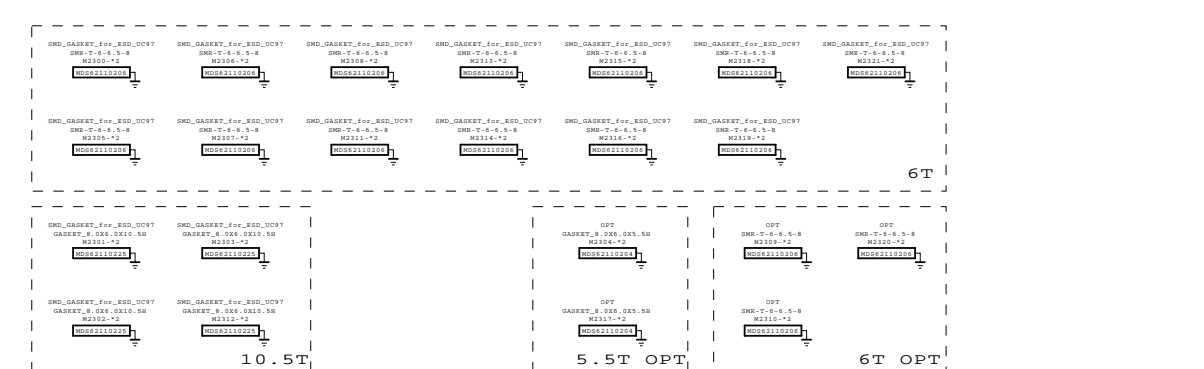 SMD_GASKET_for_ESD_UC97 SMD_GASKET_for_ESD_UC97 SMD_GASKET_for_ESD_UC97 SMD_GASKET_for_ESD_UC97 SMD_GASKET_for_ESD_UC97 SMD_GASKET_for_ESD_UC97 SMD_GASKET_for_ESD_UC97
SMR-T-6-6.5-8 SMR-T-6-6.5-8 SMR-T-6-6.5-8 SMR-T-6-6.5-8 SMR-T-6-6.5-8 SMR-T-6-6.5-8 SMR-T-6-6.5-8
M2300-*2 M2306-*2 M2308-*2 M2313-*2 M2315-*2 M2318-*2 M2321-*2
MDS62110206 MDS62110206 MDS62110206 MDS62110206 MDS62110206 MDS62110206 MDS62110206
SMD_GASKET_for_ESD_UC97 SMD_GASKET_for_ESD_UC97 SMD_GASKET_for_ESD_UC97 SMD_GASKET_for_ESD_UC97 SMD_GASKET_for_ESD_UC97 SMD_GASKET_for_ESD_UC97
SMR-T-6-6.5-8 SMR-T-6-6.5-8 SMR-T-6-6.5-8 SMR-T-6-6.5-8 SMR-T-6-6.5-8 SMR-T-6-6.5-8
M2305-*2 M2307-*2 M2311-*2 M2314-*2 M2316-*2 M2319-*2
MDS62110206 MDS62110206 MDS62110206 MDS62110206 MDS62110206 MDS62110206
6T
SMD_GASKET_for_ESD_UC97 SMD_GASKET_for_ESD_UC97 OPT OPT OPT
GASKET_8.0X6.0X10.5H GASKET_8.0X6.0X10.5H GASKET_8.0X6.0X5.5H SMR-T-6-6.5-8 SMR-T-6-6.5-8
M2301-*2 M2303-*2 M2304-*2 M2309-*2 M2320-*2
MDS62110225 MDS62110225 MDS62110204 MDS62110206 MDS62110206
SMD_GASKET_for_ESD_UC97 SMD_GASKET_for_ESD_UC97 OPT OPT
GASKET_8.0X6.0X10.5H GASKET_8.0X6.0X10.5H GASKET_8.0X6.0X5.5H SMR-T-6-6.5-8
M2302-*2 M2312-*2 M2317-*2 M2310-*2
MDS62110225 MDS62110225 MDS62110204 MDS62110206
10.5T 5.5T OPT 6T OPT